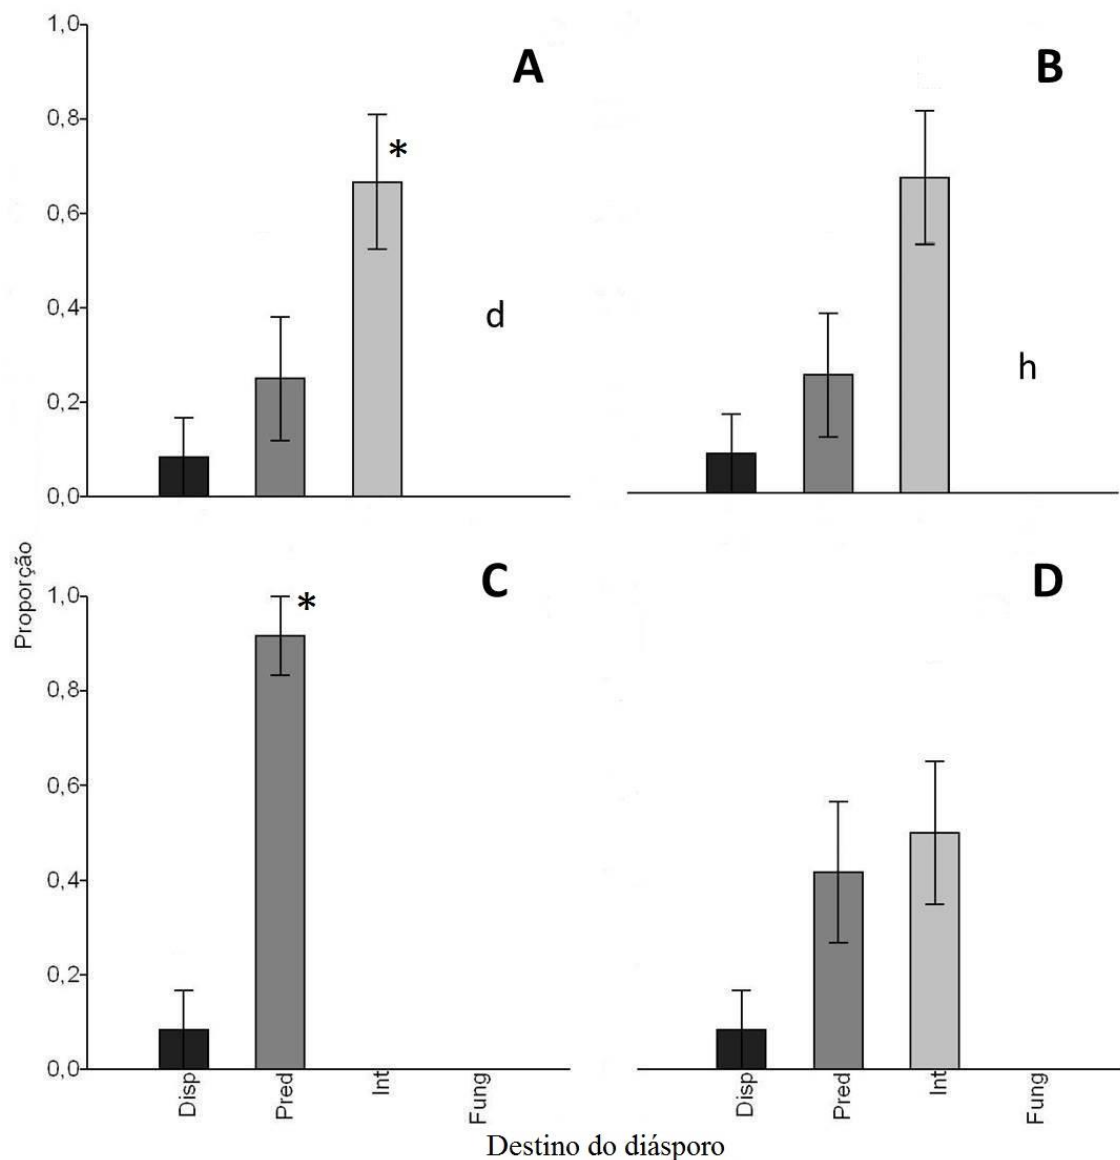 1,0
A
B
0,8
*
0,6
0,4
d
h
0,2
0,0
Proporção
1,0
C
*
D
0,8
0,6
0,4
0,2
0,0
Disp
Pred
Int
Fung
Disp
Pred
Int
Fung
Destino do diásporo